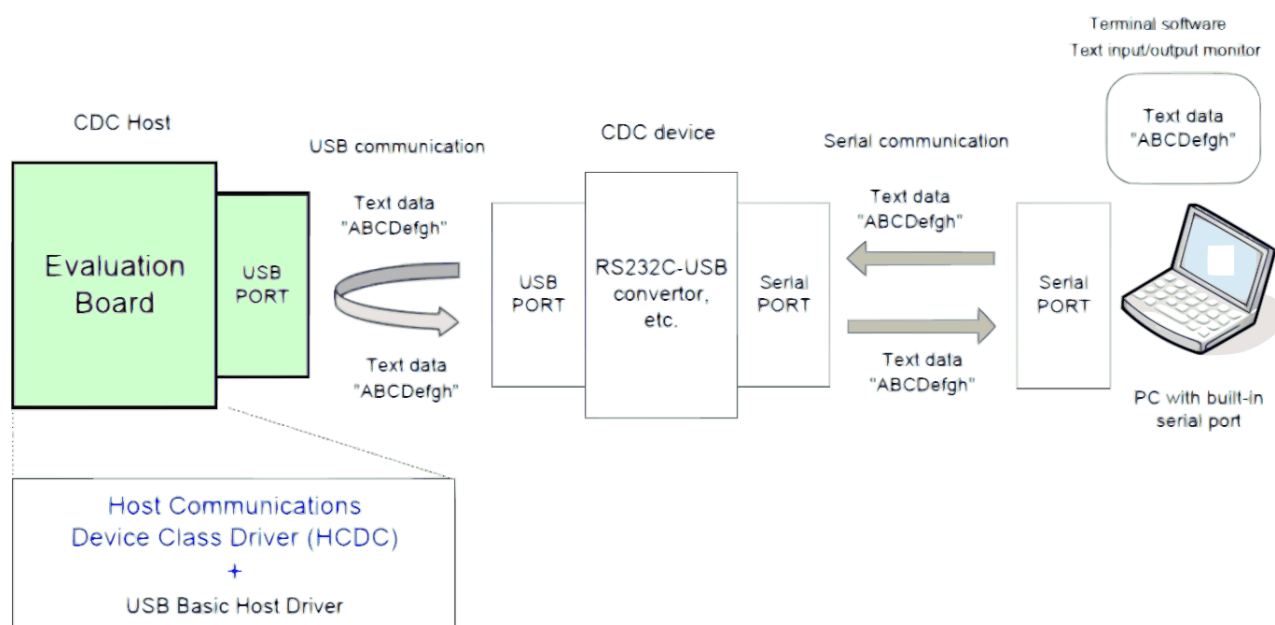 Terminal software
Text input/output monitor
Text data
"ABCDefgh"
CDC Host
USB communication
CDC device
Serial communication
Text data
"ABCDefgh"
Text data
"ABCDefgh"
Evaluation
Board
USB
PORT
USB
PORT
RS232C-USB
convertor,
etc.
Serial
PORT
Serial
PORT
Text data
"ABCDefgh"
Text data
"ABCDefgh"
PC with built-in
serial port
Host Communications
Device Class Driver (HCDC)
+
USB Basic Host Driver